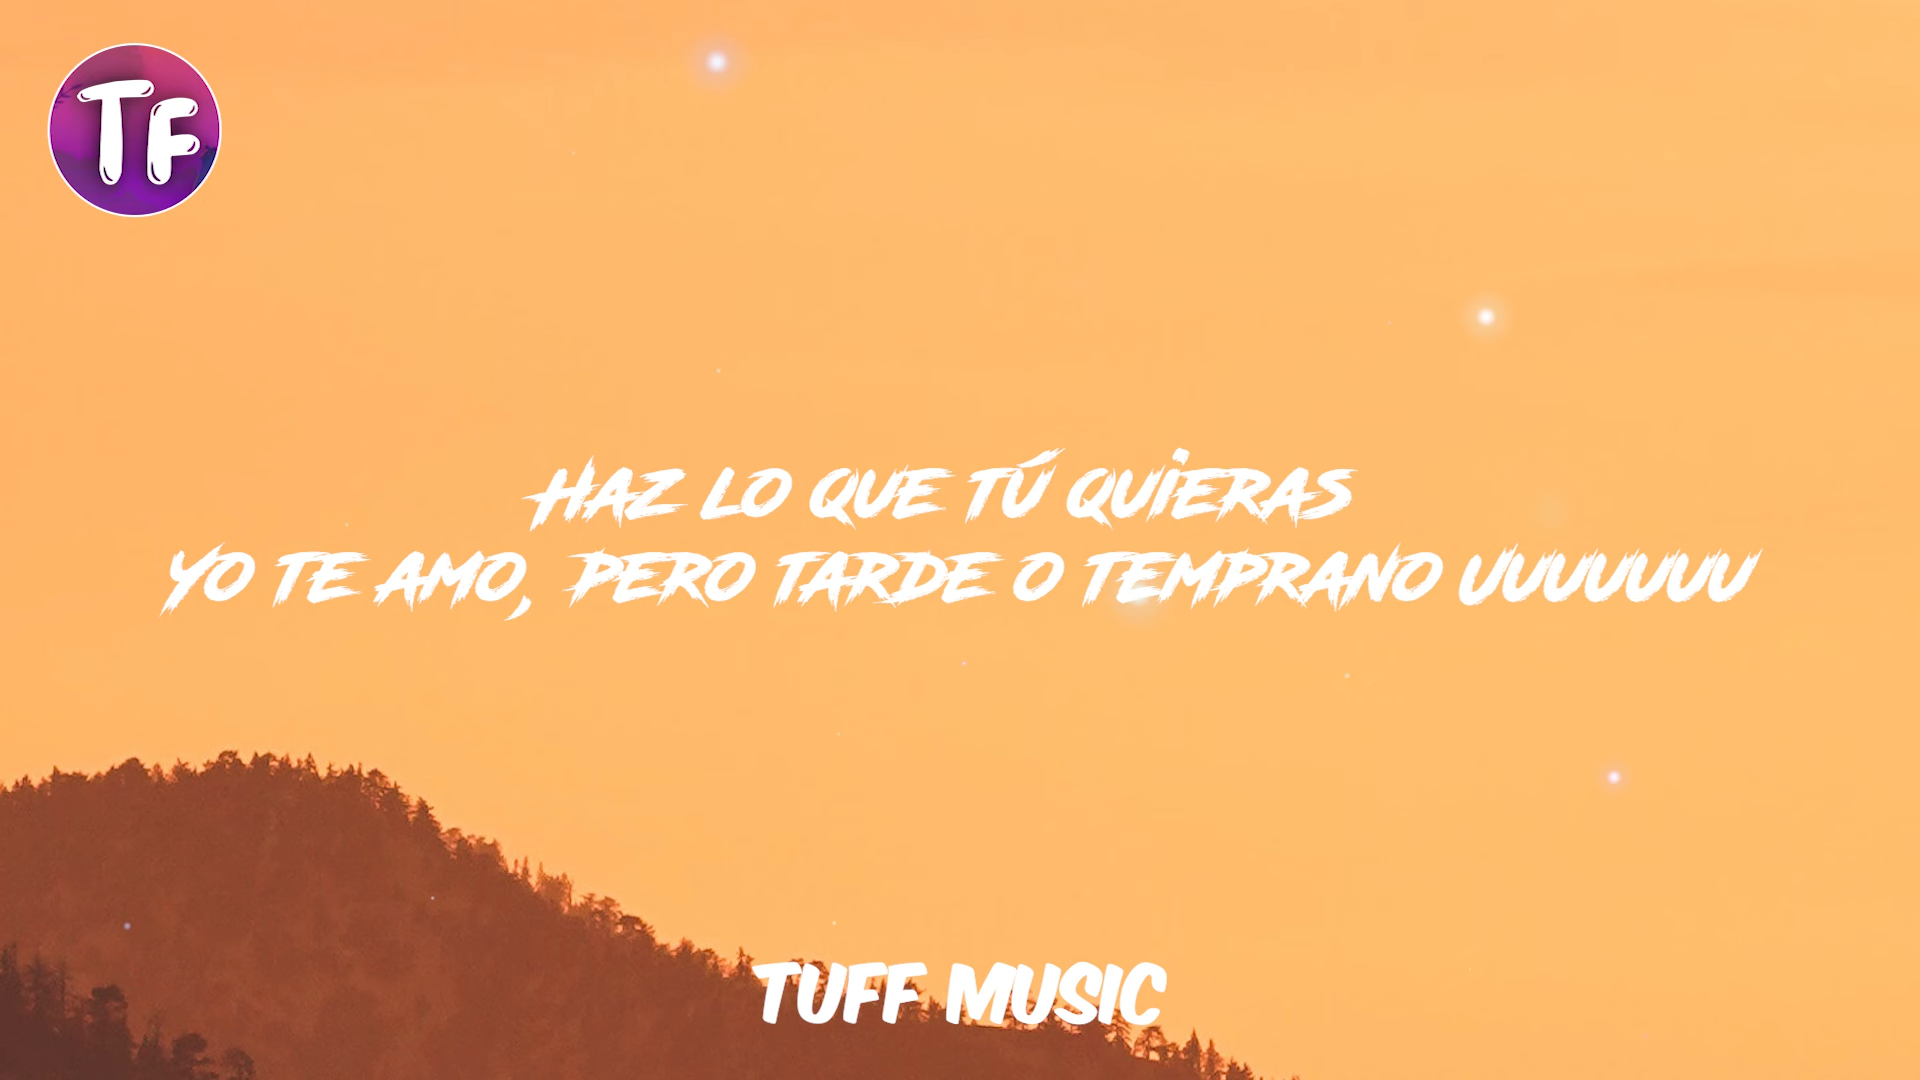 TF
HAZ LO QUE TÚ QUIERAS
YO TE AMO, PERO TARDE O TEMPRANO UUUUUUU
TUFF MUSIC